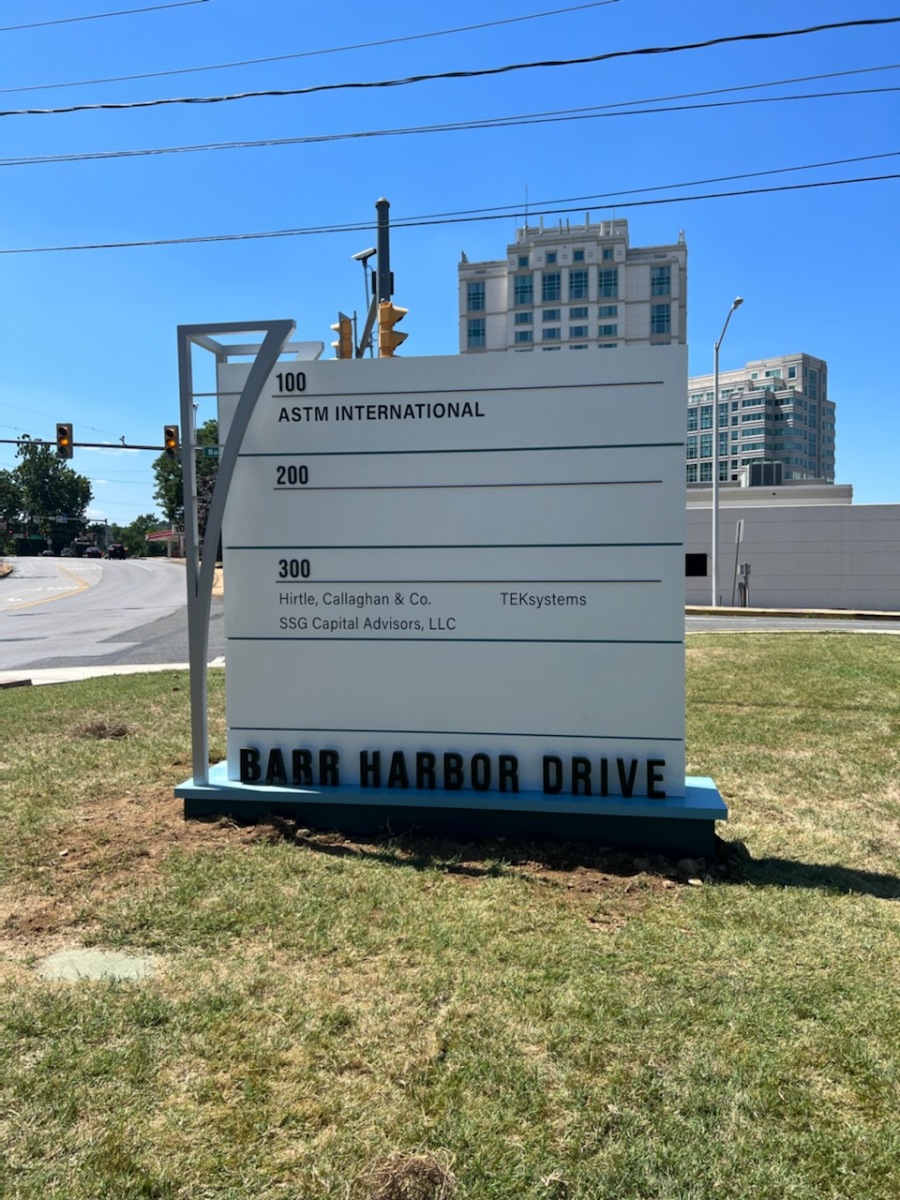 100
ASTM INTERNATIONAL
200
300
Hirtle, Callaghan & Co. TEKsystems
SSG Capital Advisors, LLC
BARR HARBOR DRIVE